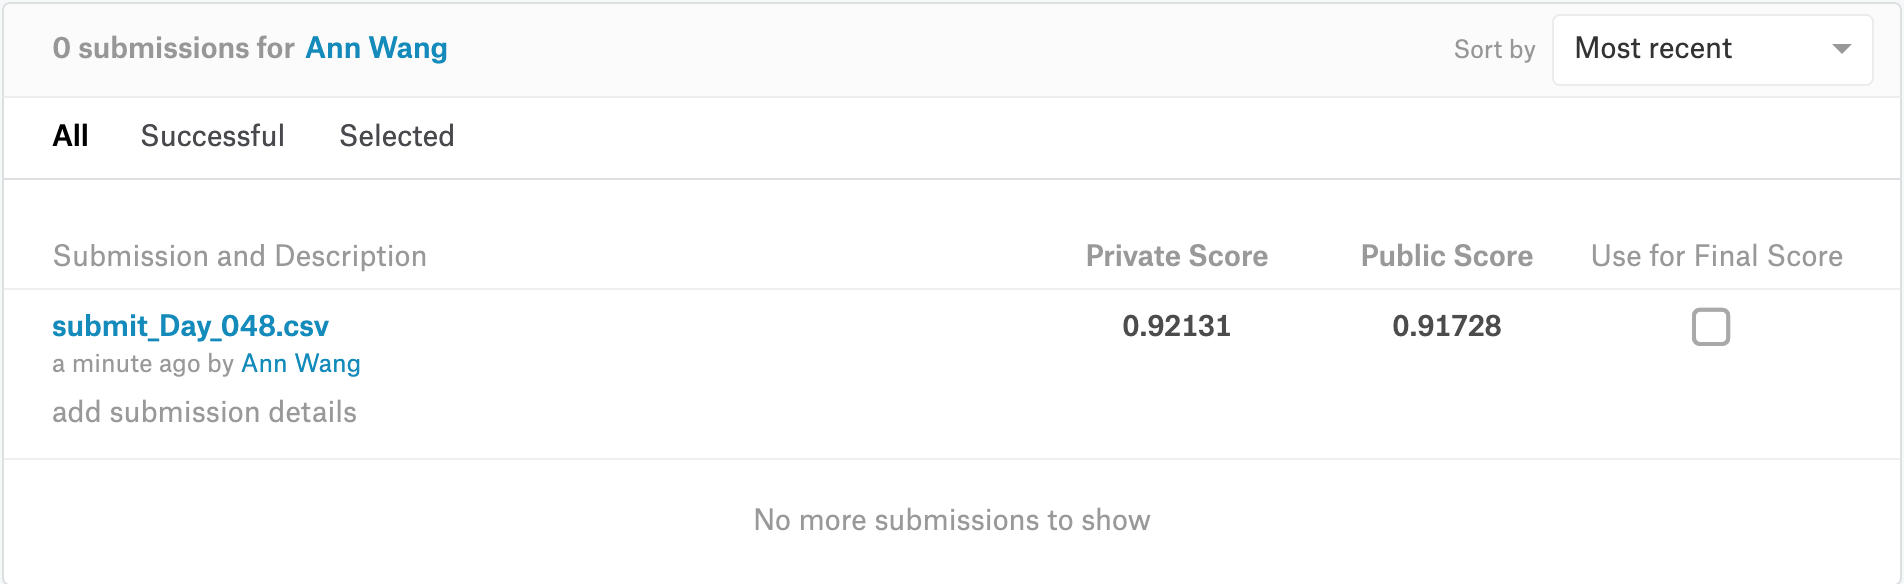 0 submissions for Ann Wang
Sort by Most recent
All Successful Selected
Submission and Description Private Score Public Score Use for Final Score
submit_Day_048.csv 0.92131 0.91728
a minute ago by Ann Wang
add submission details
No more submissions to show